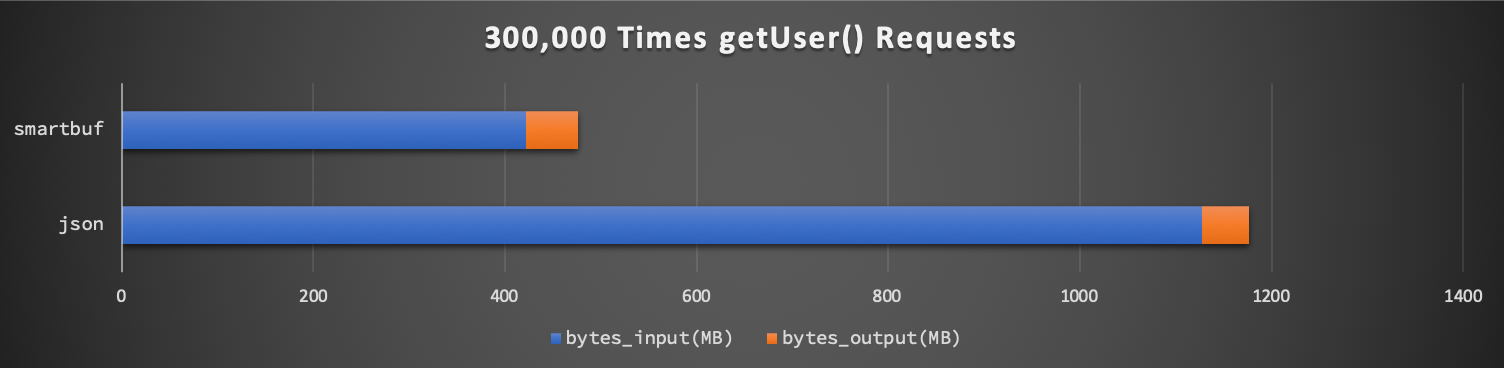 300,000 Times getUser() Requests
smartbuf
json
0 200 400 600 800 1000 1200 1400
bytes_input(MB) bytes_output(MB)